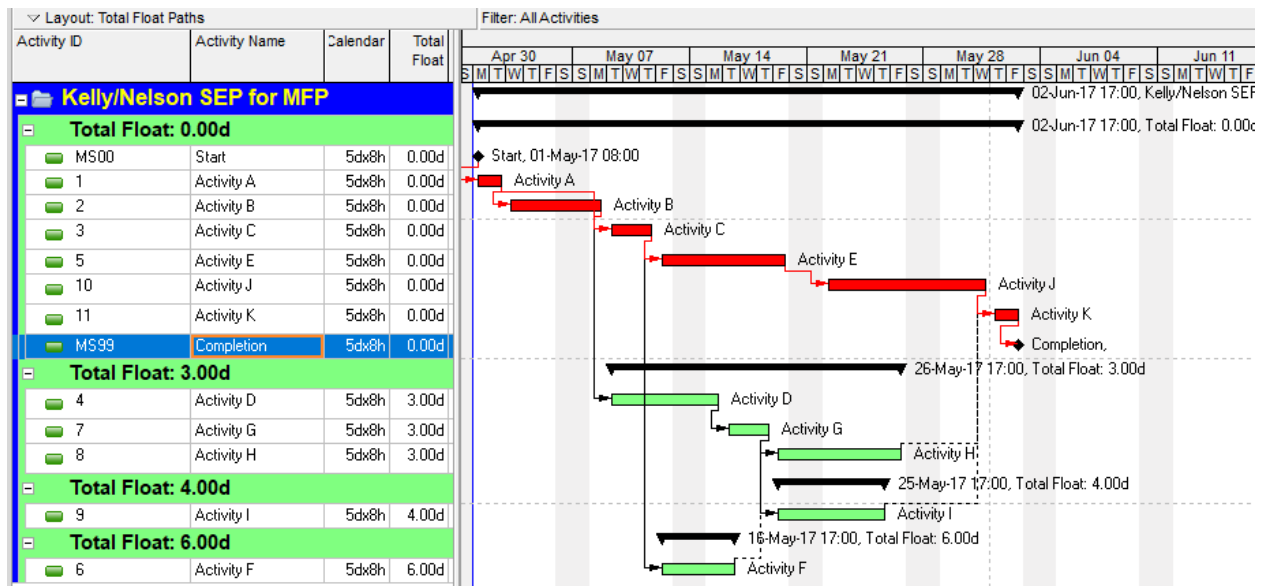 Layout: Total Float Paths Filter: All Activities
Activity ID Activity Name Calendar Total Float
Apr 30 May 07 May 14 May 21 May 28 Jun 04 Jun 11
S M T W T F S S M T W T F S S M T W T F S S M T W T F S S M T W T F S S M T W T F S S M T W T F
Kelly/Nelson SEP for MFP 02-Jun-17 17:00, Kelly/Nelson SEP
Total Float: 0.00d 02-Jun-17 17:00, Total Float: 0.00d
MS00 Start 5dx8h 0.00d Start, 01-May-17 08:00
1 Activity A 5dx8h 0.00d Activity A
2 Activity B 5dx8h 0.00d Activity B
3 Activity C 5dx8h 0.00d Activity C
5 Activity E 5dx8h 0.00d Activity E
10 Activity J 5dx8h 0.00d Activity J
11 Activity K 5dx8h 0.00d Activity K
MS99 Completion 5dx8h 0.00d Completion,
Total Float: 3.00d 26-May-17 17:00, Total Float: 3.00d
4 Activity D 5dx8h 3.00d Activity D
7 Activity G 5dx8h 3.00d Activity G
8 Activity H 5dx8h 3.00d Activity H
Total Float: 4.00d 25-May-17 17:00, Total Float: 4.00d
9 Activity I 5dx8h 4.00d Activity I
Total Float: 6.00d 16-May-17 17:00, Total Float: 6.00d
6 Activity F 5dx8h 6.00d Activity F